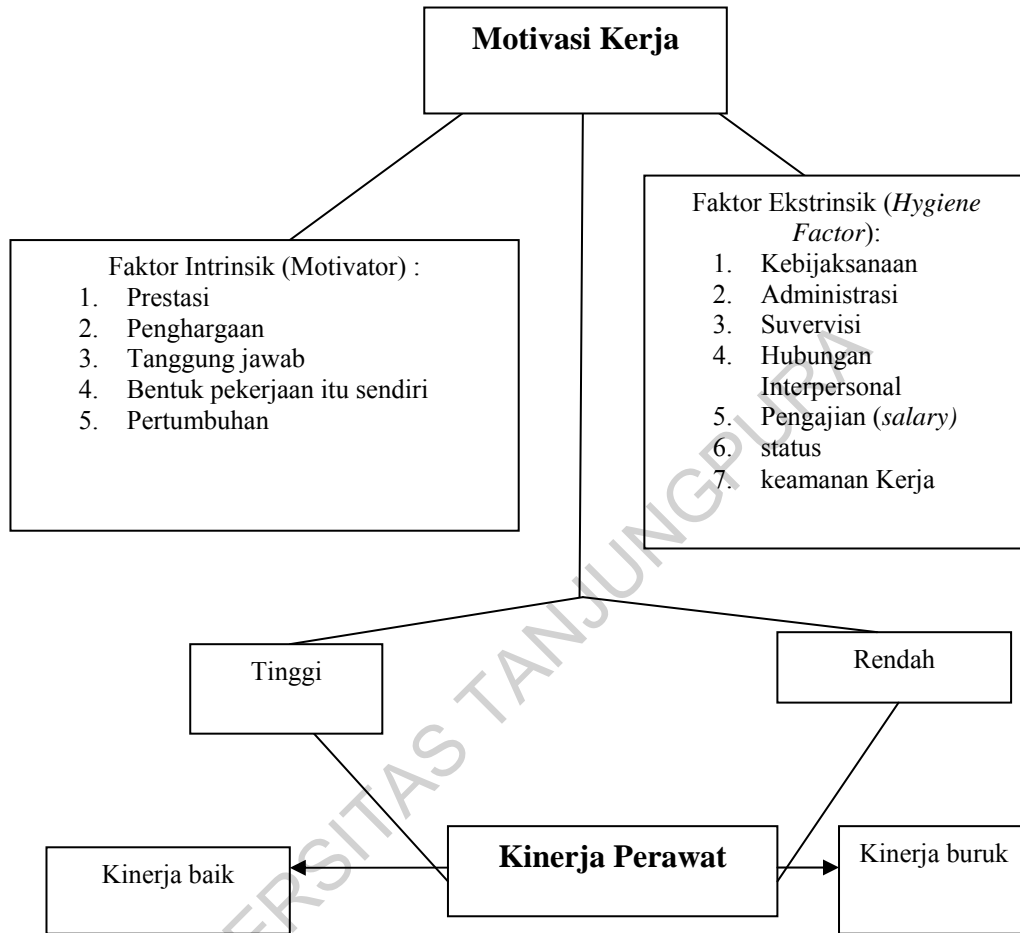 Motivasi Kerja
Faktor Intrinsik (Motivator) :
1. Prestasi
2. Penghargaan
3. Tanggung jawab
4. Bentuk pekerjaan itu sendiri
5. Pertumbuhan
Faktor Ekstrinsik (Hygiene
Factor):
1. Kebijaksanaan
2. Administrasi
3. Suvervisi
4. Hubungan
Interpersonal
5. Pengajian (salary)
6. status
7. keamanan Kerja
Tinggi
Rendah
Kinerja baik
Kinerja Perawat
Kinerja buruk
ERSITAS TANJUNGPURA